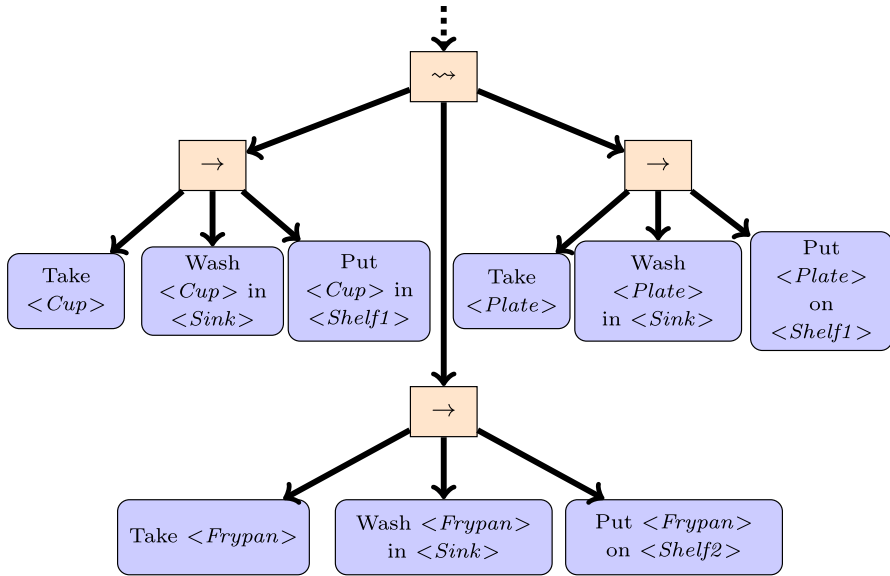 ⇝
→
→
Take
<Cup>
Wash
<Cup> in
<Sink>
Put
<Cup> in
<Shelf1>
Take
<Plate>
Wash
<Plate>
in <Sink>
Put
<Plate>
on
<Shelf1>
→
Take <Frypan>
Wash <Frypan>
in <Sink>
Put <Frypan>
on <Shelf2>